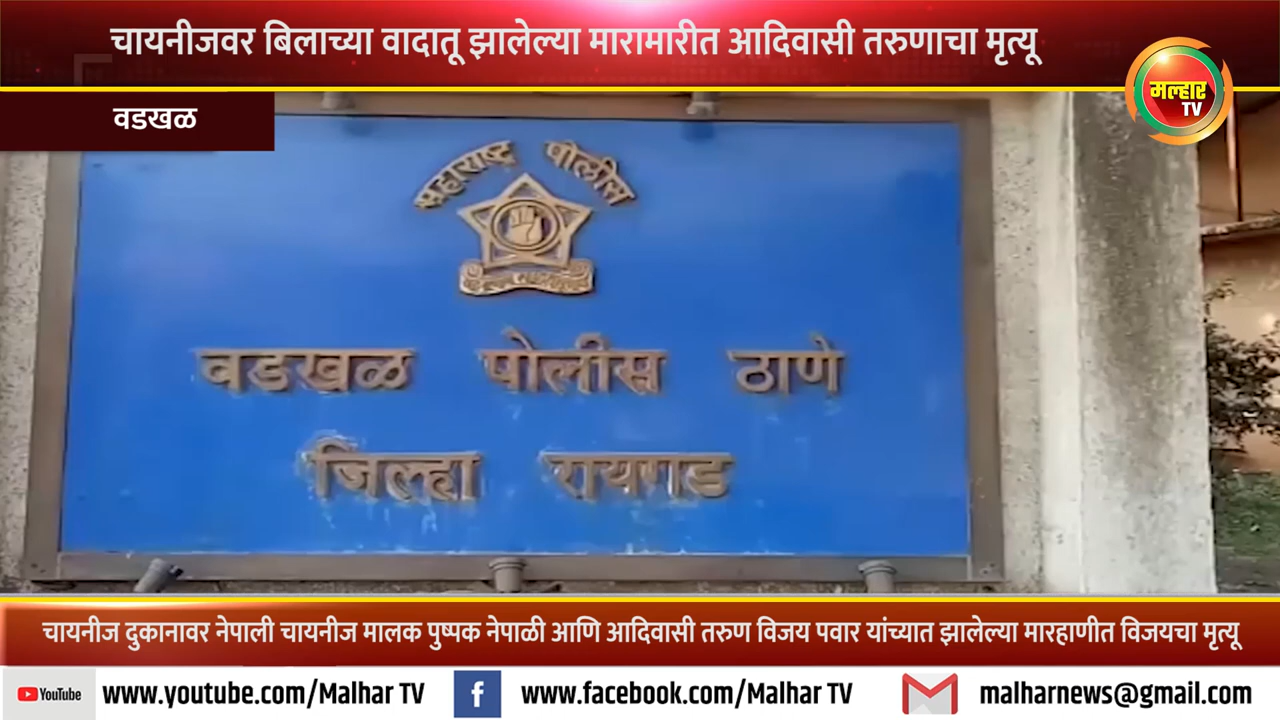 चायनीजवर बिलाच्या वादातू झालेल्या मारामारीत आदिवासी तरुणाचा मृत्यू
मल्हार
TV
वडखळ
महाराष्ट्र पोलीस
वडखळ पोलीस ठाणे
जिल्हा रायगड
चायनीज दुकानावर नेपाली चायनीज मालक पुष्पक नेपाळी आणि आदिवासी तरुण विजय पवार यांच्यात झालेल्या मारहाणीत विजयचा मृत्यू
YouTube www.youtube.com/Malhar TV www.facebook.com/Malhar TV malharnews@gmail.com